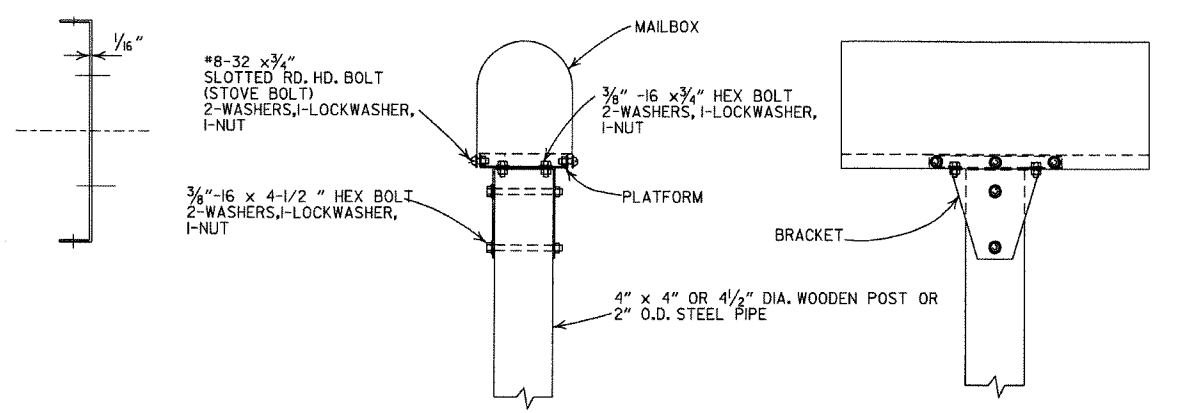 1/16"
#8-32 x3/4"
SLOTTED RD. HD. BOLT
(STOVE BOLT)
2-WASHERS,1-LOCKWASHER,
1-NUT
MAILBOX
3/8" -16 x3/4" HEX BOLT
2-WASHERS, 1-LOCKWASHER,
1-NUT
3/8"-16 x 4-1/2 " HEX BOLT
2-WASHERS,1-LOCKWASHER,
1-NUT
PLATFORM
BRACKET
4" x 4" OR 4 1/2" DIA. WOODEN POST OR
2" O.D. STEEL PIPE